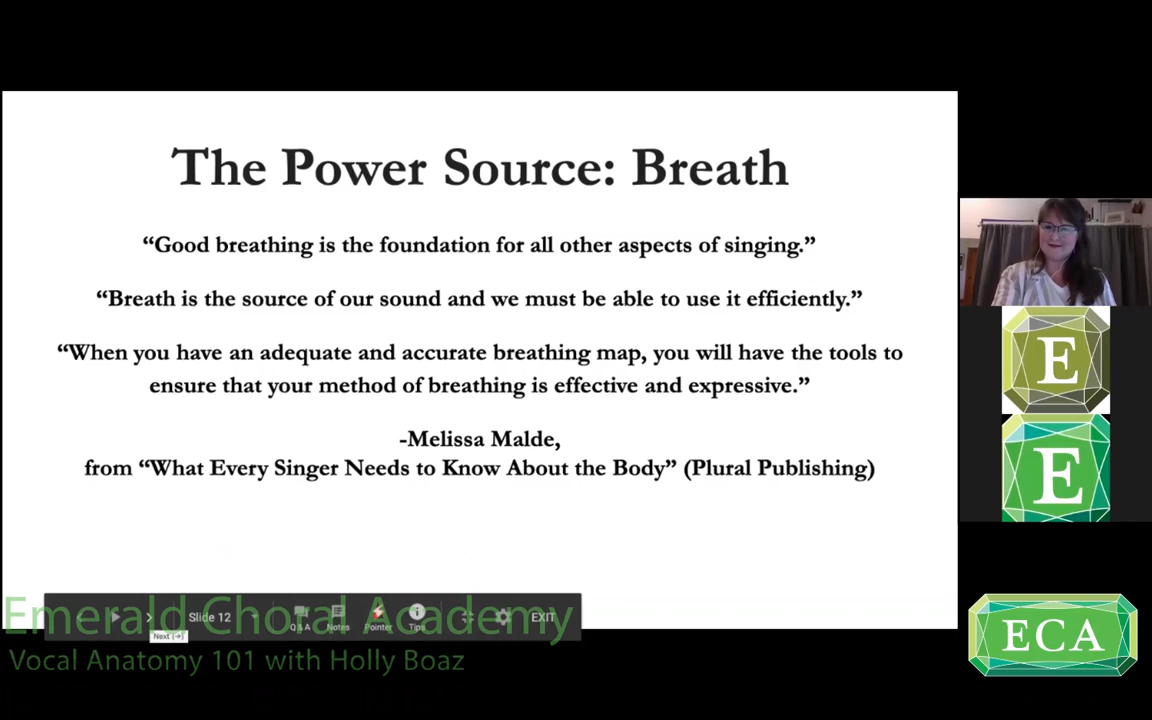 The Power Source: Breath
“Good breathing is the foundation for all other aspects of singing.”
“Breath is the source of our sound and we must be able to use it efficiently.”
“When you have an adequate and accurate breathing map, you will have the tools to
ensure that your method of breathing is effective and expressive.”
-Melissa Malde,
from “What Every Singer Needs to Know About the Body” (Plural Publishing)
E
E
Slide 12
Q & A
Notes
Pointer
Tips
EXIT
Next (→)
Emerald Choral Academy
Vocal Anatomy 101 with Holly Boaz
ECA